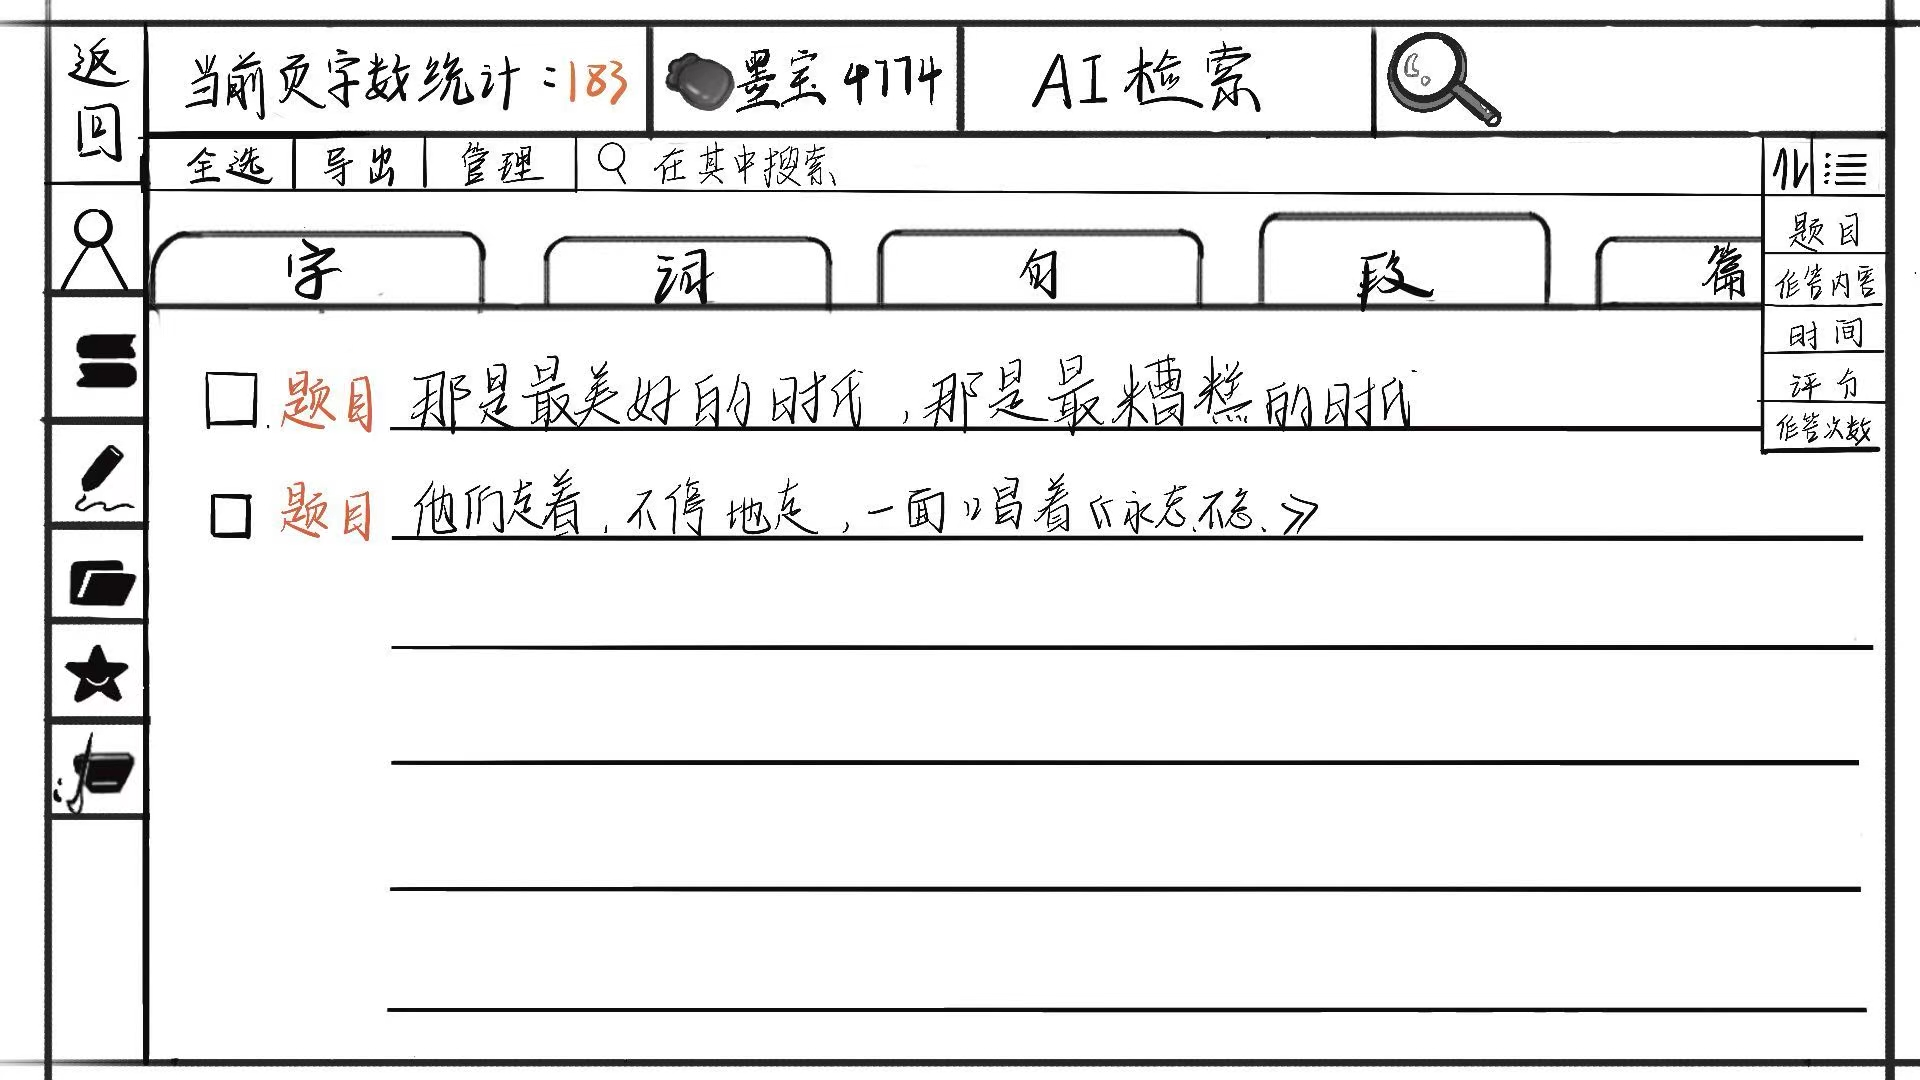 返回
当前页字数统计：183
墨宝 4774
AI 检索
全选 导出 管理 在其中搜索
字 词 句 段 篇
题目
作答内容
时间
评分
作答次数
题目 那是最美好的时代，那是最糟糕的时代
题目 他们走着，不停地走，一面唱着《永志不忘》